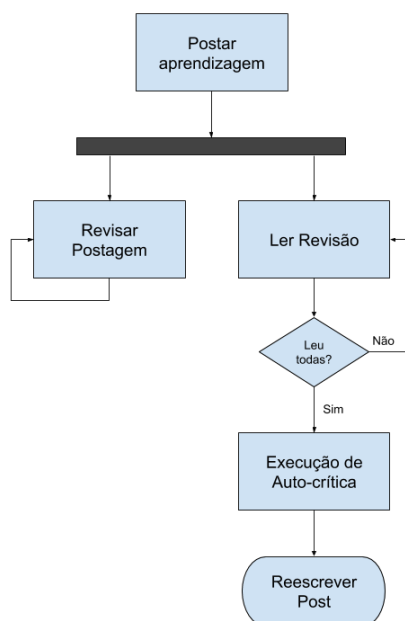 Postar
aprendizagem
Revisar
Postagem
Ler Revisão
Leu
todas?
Não
Sim
Execução de
Auto-crítica
Reescrever
Post